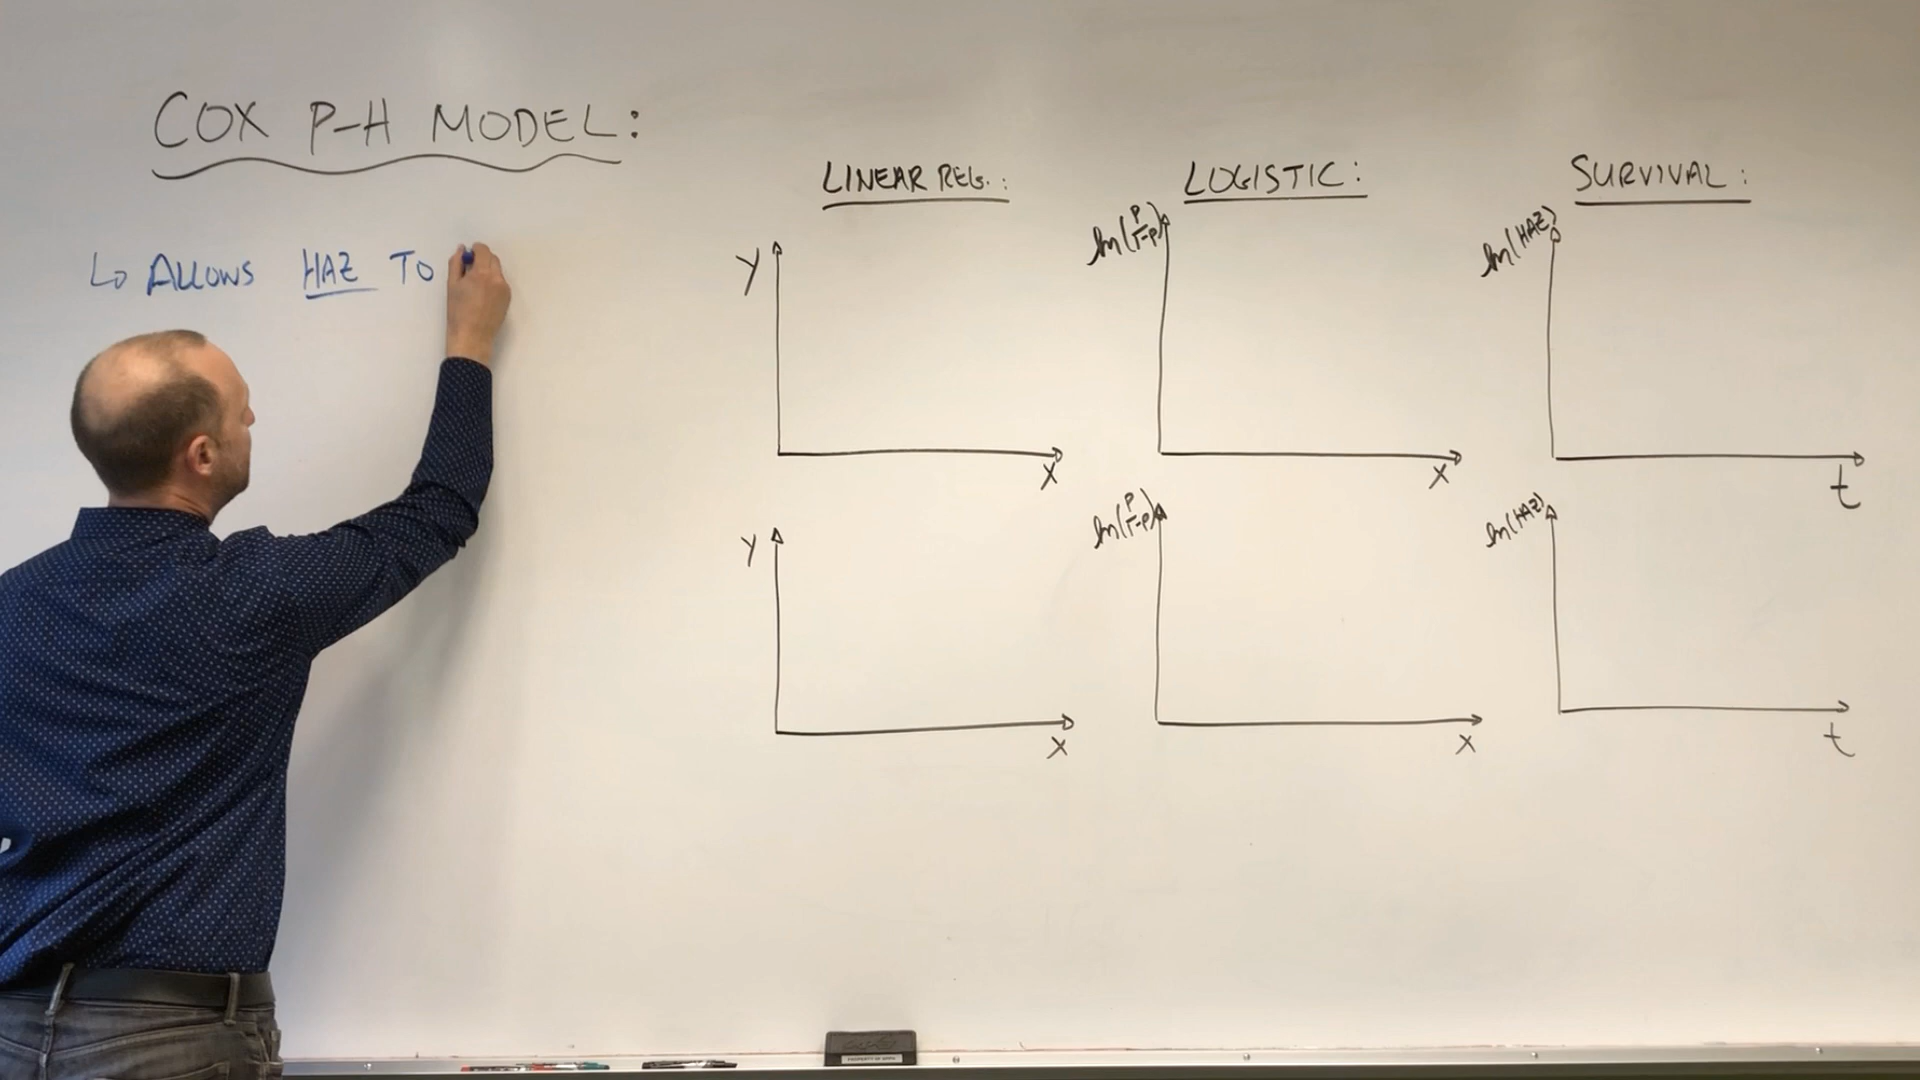 COX P-H MODEL:
↳ ALLOWS HAZ TO
LINEAR REG.:
y
x
y
x
LOGISTIC:
ln(P/1-P)
x
ln(P/1-P)
x
SURVIVAL:
ln(HAZ)
t
ln(HAZ)
t